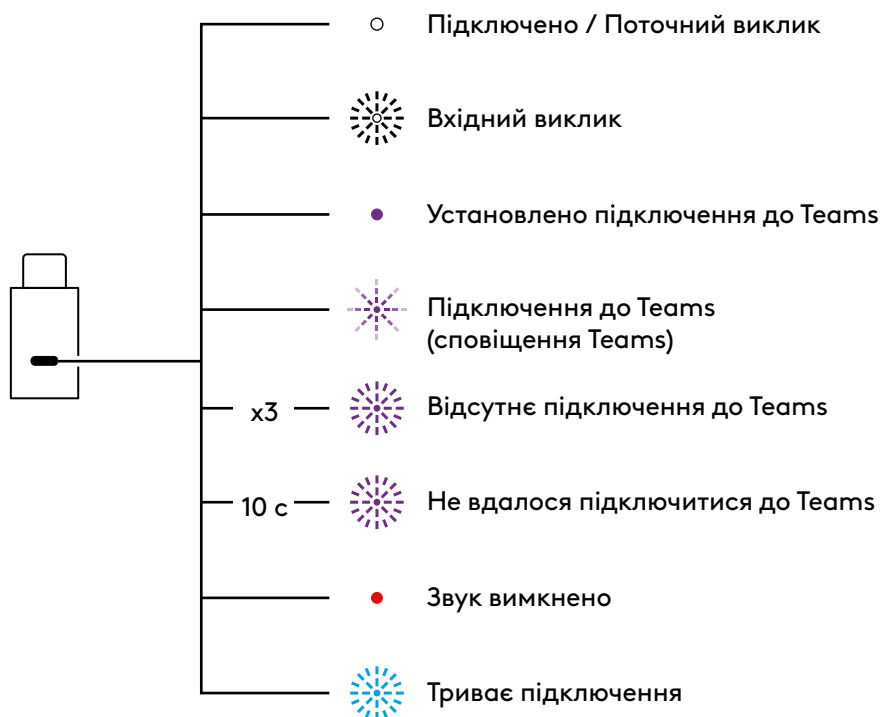 Підключено / Поточний виклик
Вхідний виклик
Установлено підключення до Teams
Підключення до Teams
(сповіщення Teams)
x3 Відсутнє підключення до Teams
10 с Не вдалося підключитися до Teams
Звук вимкнено
Триває підключення